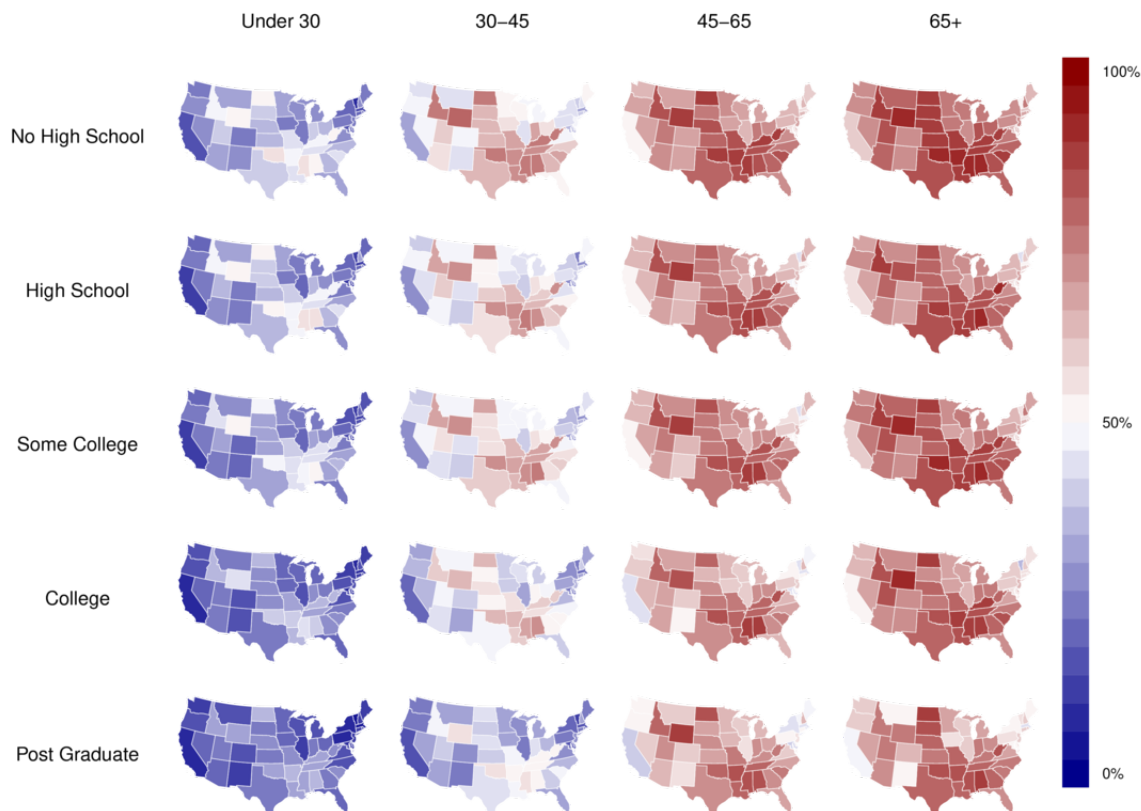 Under 30 30–45 45–65 65+
100%
No High School
High School
50%
Some College
College
Post Graduate
0%